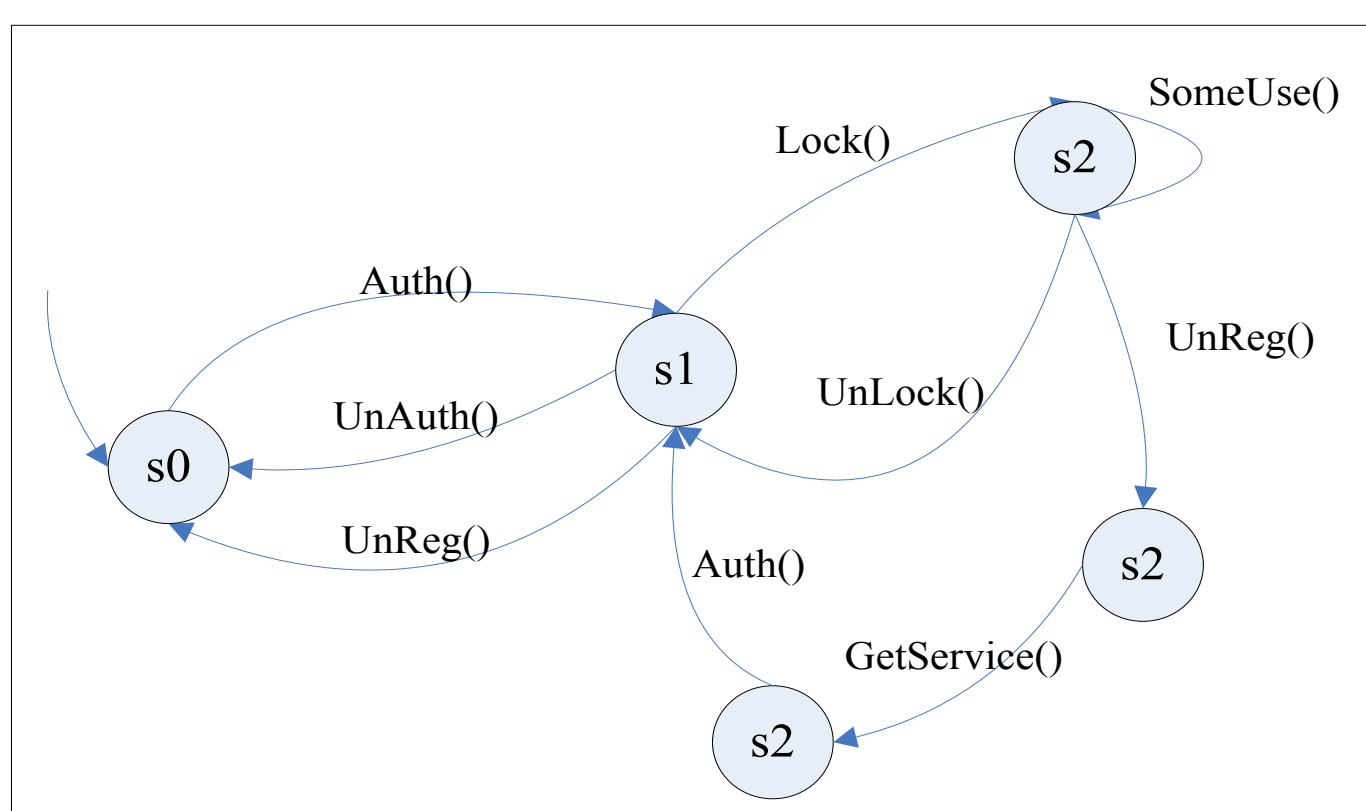 SomeUse()
Lock()
s2
Auth()
UnReg()
s1
UnLock()
UnAuth()
s0
UnReg()
Auth()
s2
GetService()
s2